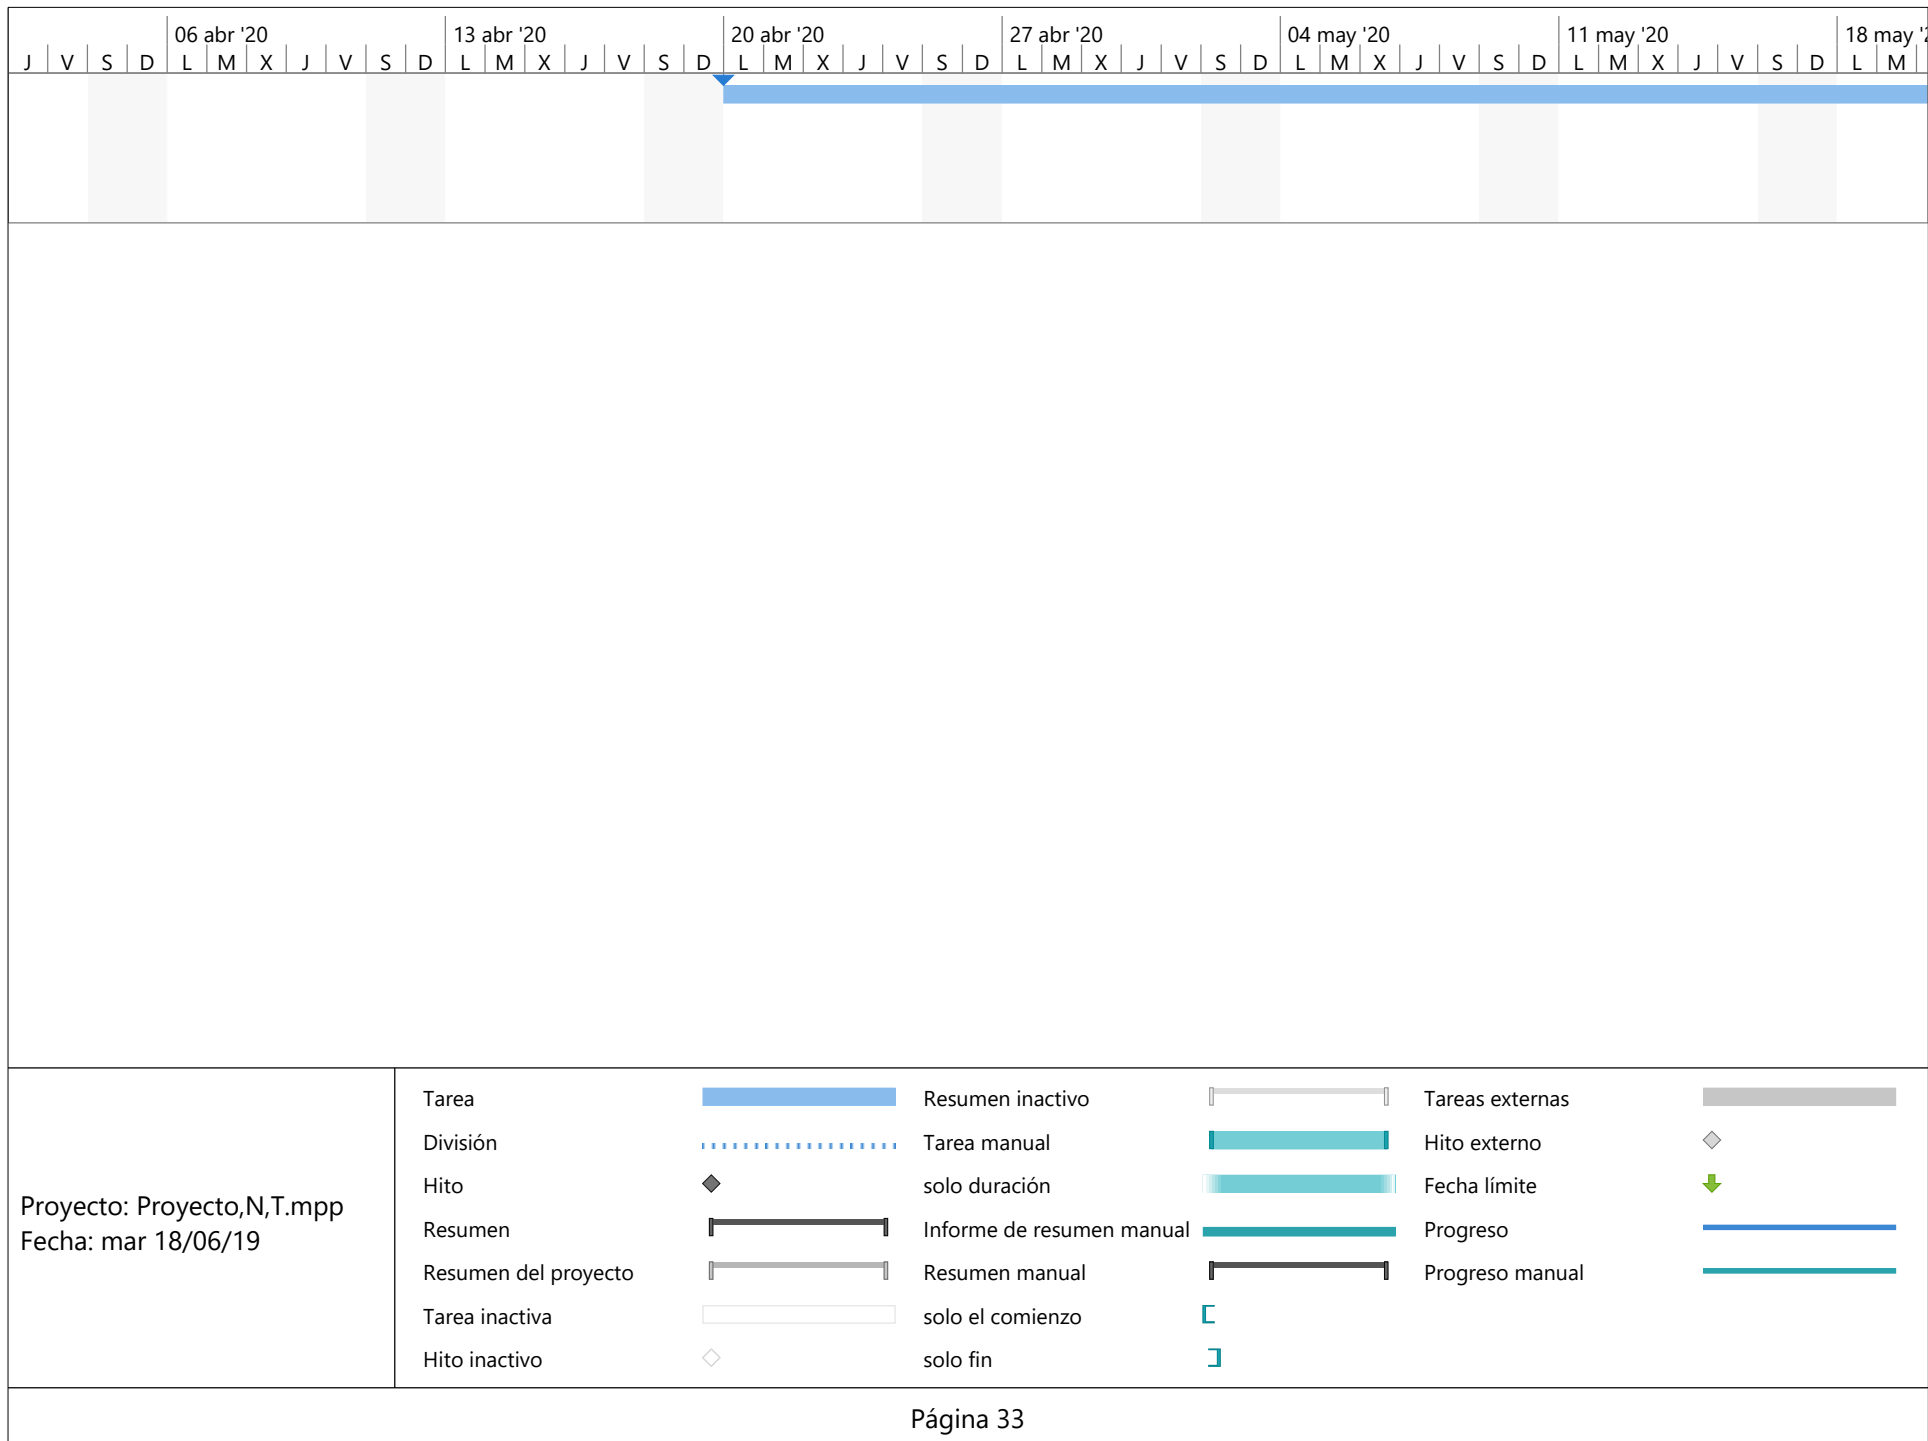 06 abr '20 13 abr '20 20 abr '20 27 abr '20 04 may '20 11 may '20 18 may '2
J V S D L M X J V S D L M X J V S D L M X J V S D L M X J V S D L M X J V S D L M X J V S D L M
Tarea
División
Hito
Resumen
Resumen del proyecto
Tarea inactiva
Hito inactivo
Resumen inactivo
Tarea manual
solo duración
Informe de resumen manual
Resumen manual
solo el comienzo
solo fin
Tareas externas
Hito externo
Fecha límite
Progreso
Progreso manual
Proyecto: Proyecto,N,T.mpp
Fecha: mar 18/06/19
Página 33